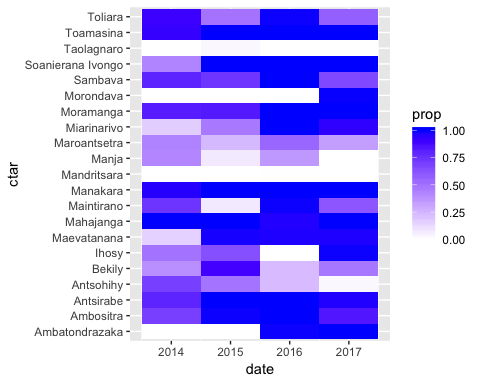 Toliara
Toamasina
Taolagnaro
Soanierana Ivongo
Sambava
Morondava
Moramanga
Miarinarivo
Maroantsetra
Manja
Mandritsara
Manakara
Maintirano
Mahajanga
Maevatanana
Ihosy
Bekily
Antsohihy
Antsirabe
Ambositra
Ambatondrazaka
ctar
2014 2015 2016 2017
date
prop
1.00
0.75
0.50
0.25
0.00